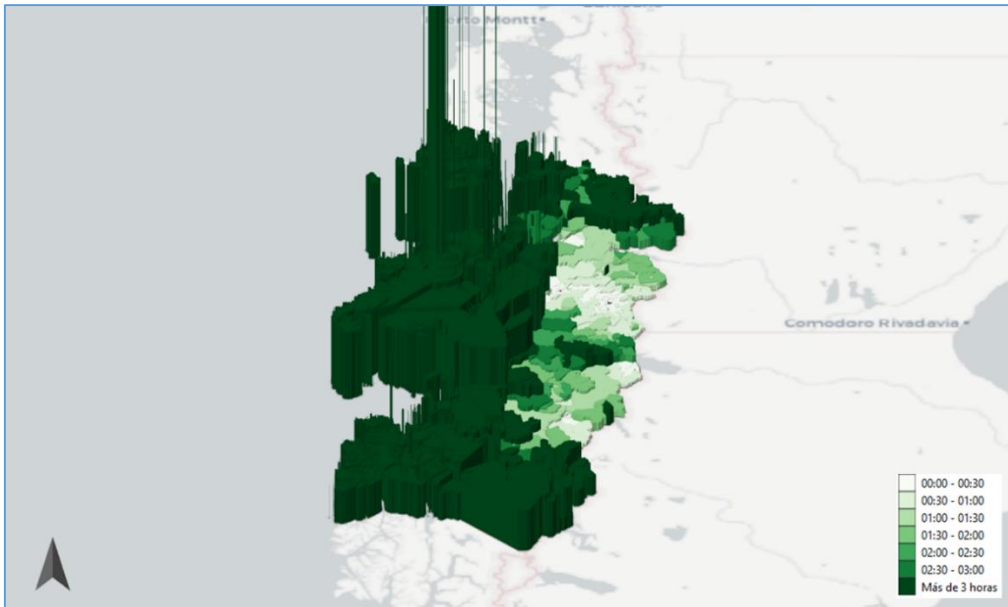 Puerto Montt
Comodoro Rivadavia
00:00 - 00:30
00:30 - 01:00
01:00 - 01:30
01:30 - 02:00
02:00 - 02:30
02:30 - 03:00
Más de 3 horas